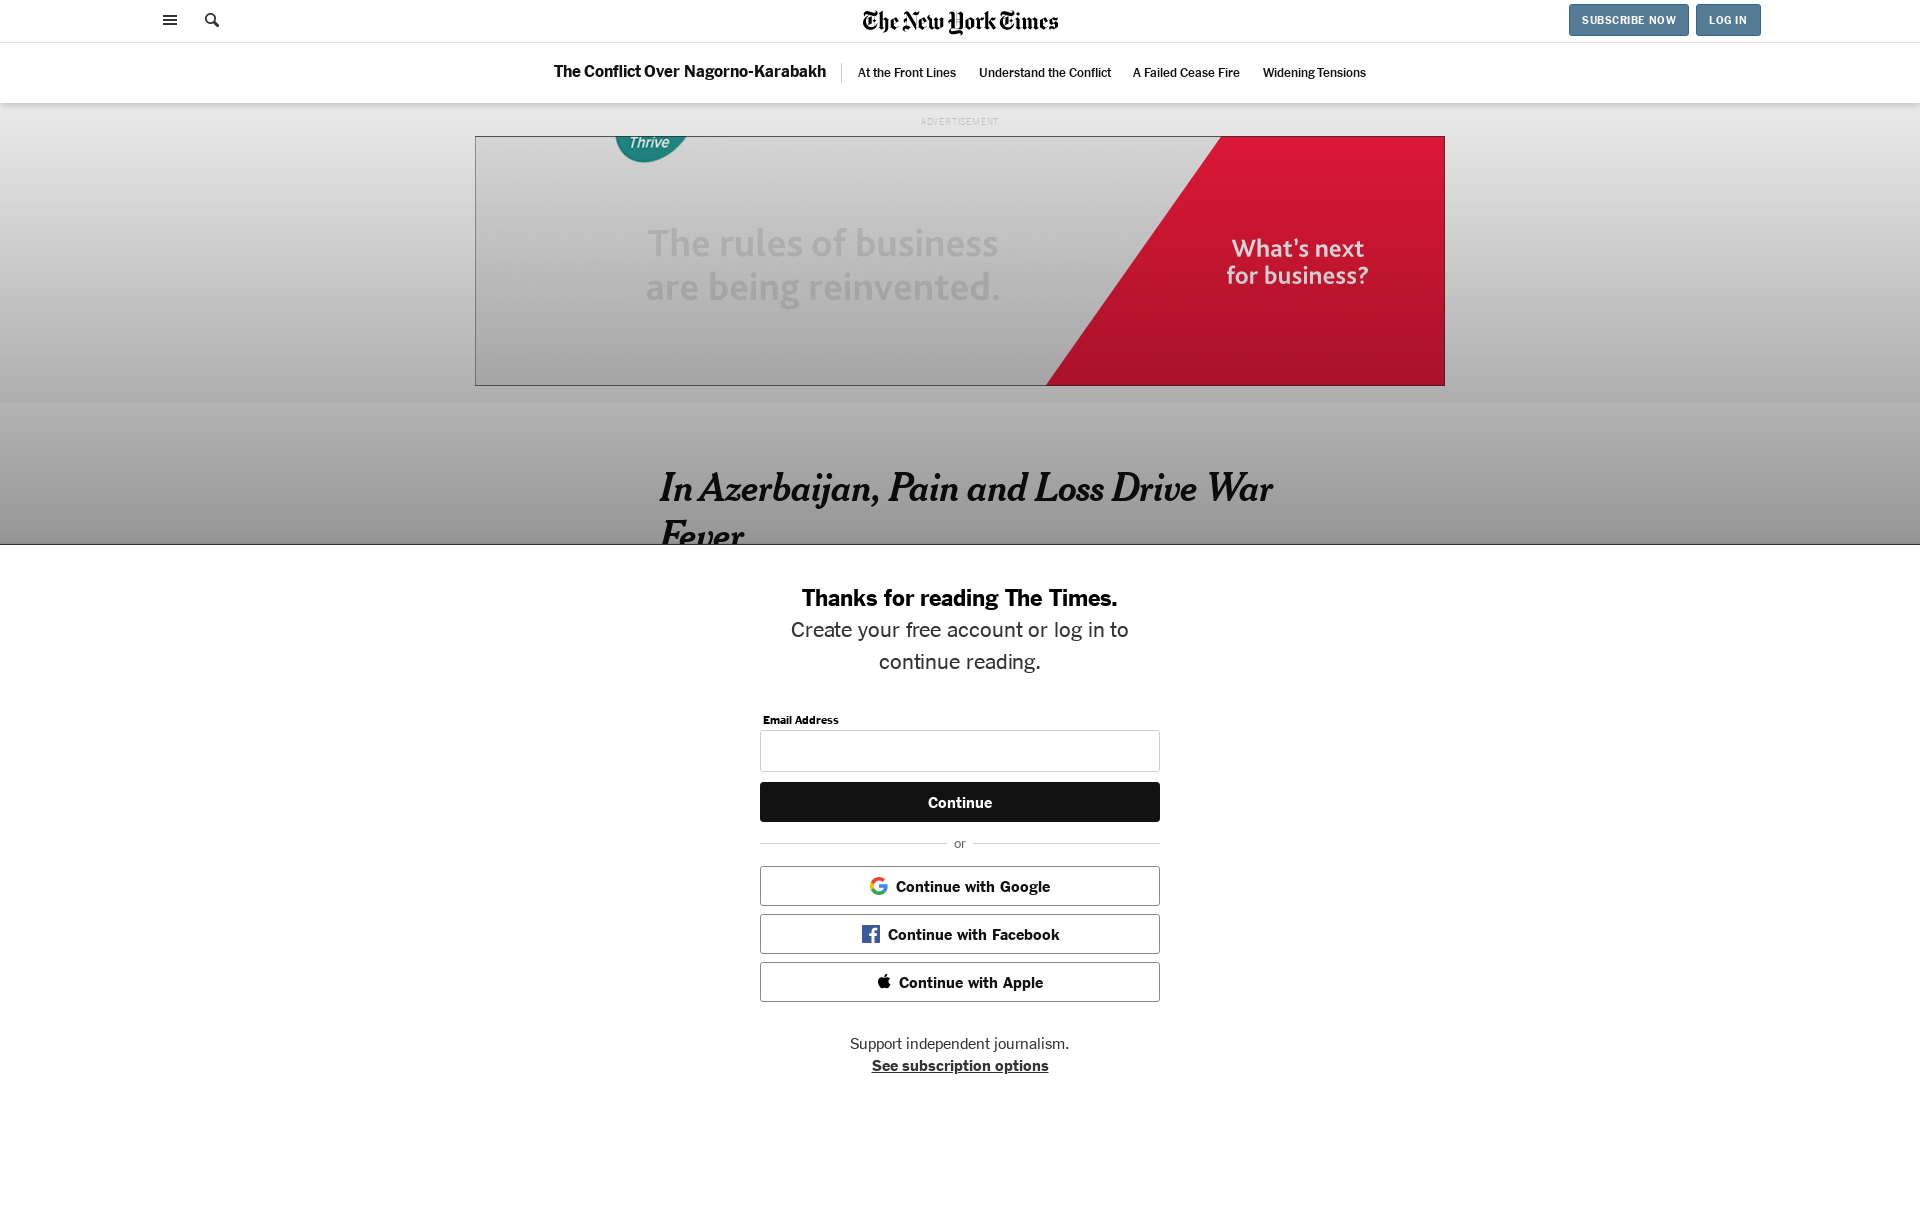 The New York Times
SUBSCRIBE NOW
LOG IN
The Conflict Over Nagorno-Karabakh
At the Front Lines
Understand the Conflict
A Failed Cease Fire
Widening Tensions
ADVERTISEMENT
Thrive
The rules of business
are being reinvented.
What's next
for business?
In Azerbaijan, Pain and Loss Drive War
Fever
Thanks for reading The Times.
Create your free account or log in to
continue reading.
Email Address
Continue
or
Continue with Google
Continue with Facebook
Continue with Apple
Support independent journalism.
See subscription options